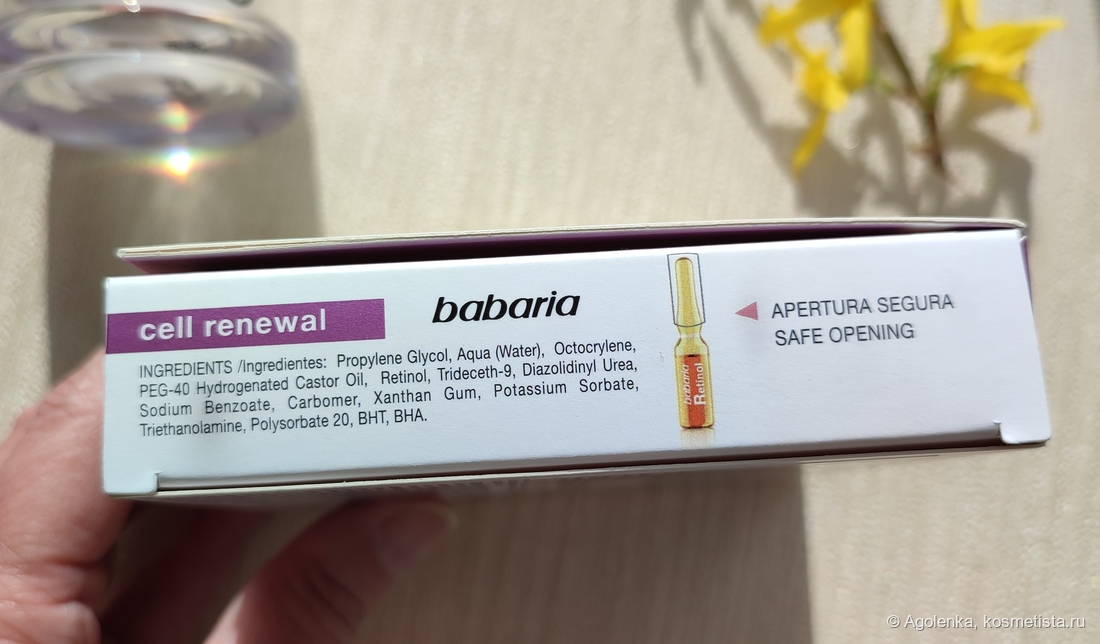 cell renewal
babaria
INGREDIENTS /Ingredientes: Propylene Glycol, Aqua (Water), Octocrylene,
PEG-40 Hydrogenated Castor Oil, Retinol, Trideceth-9, Diazolidinyl Urea,
Sodium Benzoate, Carbomer, Xanthan Gum, Potassium Sorbate,
Triethanolamine, Polysorbate 20, BHT, BHA.
babaria
Retinol
APERTURA SEGURA
SAFE OPENING
© Agolenka, kosmetista.ru